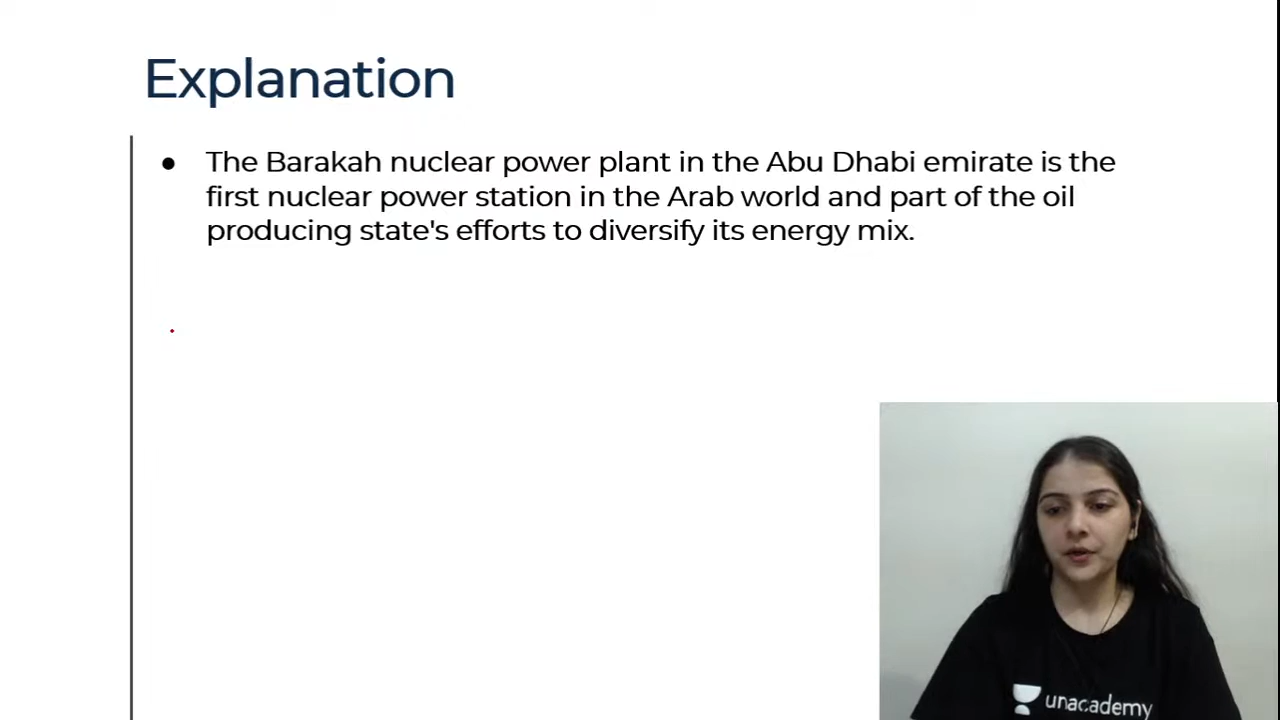 Explanation
● The Barakah nuclear power plant in the Abu Dhabi emirate is the
first nuclear power station in the Arab world and part of the oil
producing state's efforts to diversify its energy mix.
unacademy